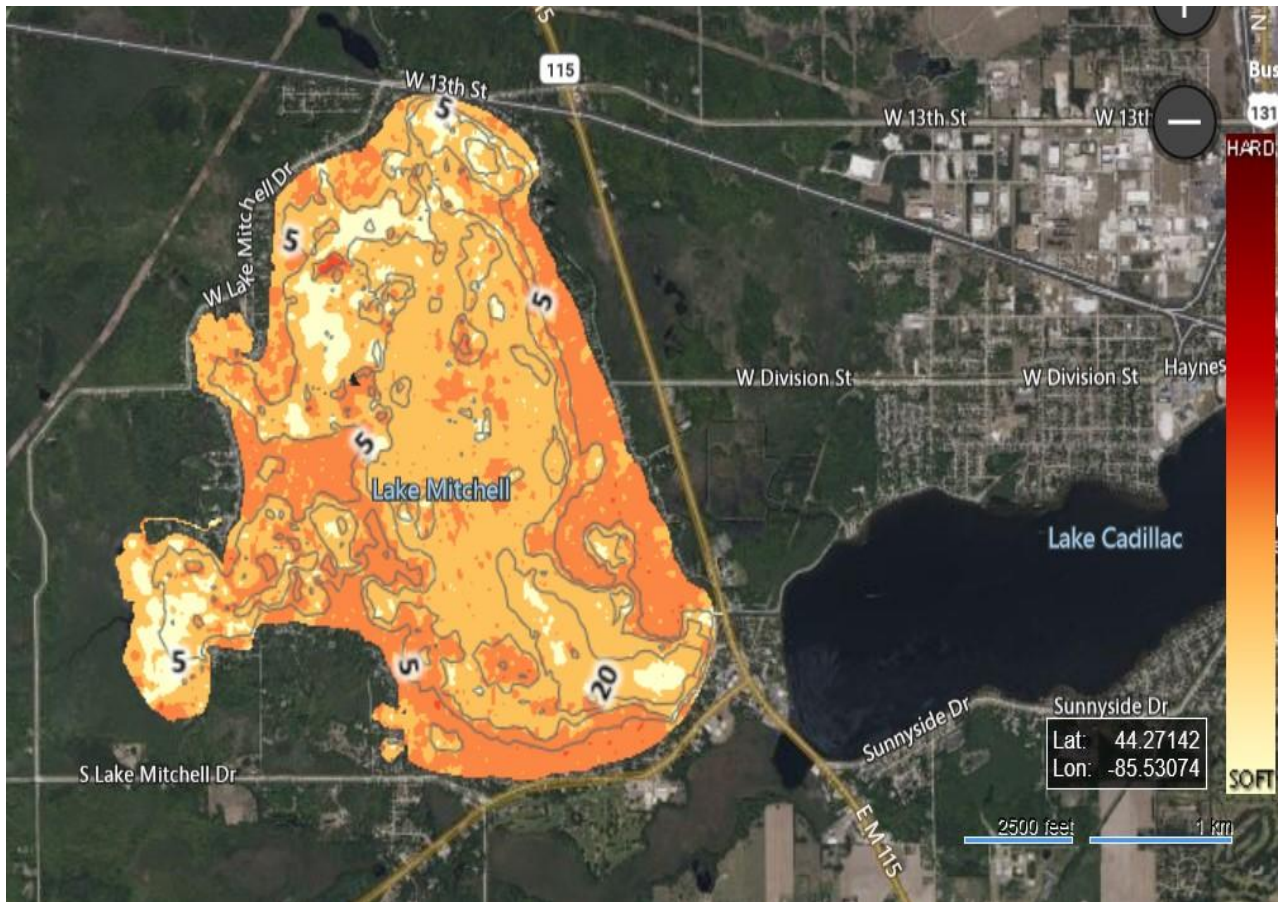 15
W 13th St
115
5
N
Bus
131
W 13th St
W 13th
HARD
W Lake Mitchell Dr
5
5
W Division St
W Division St
Haynes
5
Lake Mitchell
Lake Cadillac
5
5
20
Sunnyside Dr
Sunnyside Dr
Lat: 44.27142
Lon: -85.53074
S Lake Mitchell Dr
SOFT
E M 115
2500 feet
1 km